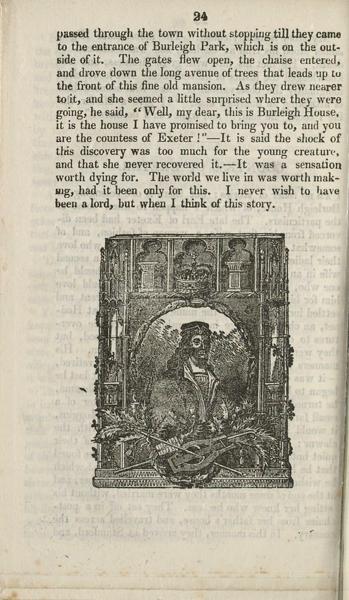 24
passed through the town without stopping till they came
to the entrance of Burleigh Park, which is on the out-
side of it. The gates flew open, the chaise entered,
and drove down the long avenue of trees that leads up to
the front of this fine old mansion. As they drew nearer
to it, and she seemed a little surprised where they were
going, he said, "Well, my dear, this is Burleigh House,
it is the house I have promised to bring you to, and you
are the countess of Exeter!"—It is said the shock of
this discovery was too much for the young creature,
and that she never recovered it.—It was a sensation
worth dying for. The world we live in was worth mak-
ing, had it been only for this. I never wish to have
been a lord, but when I think of this story.